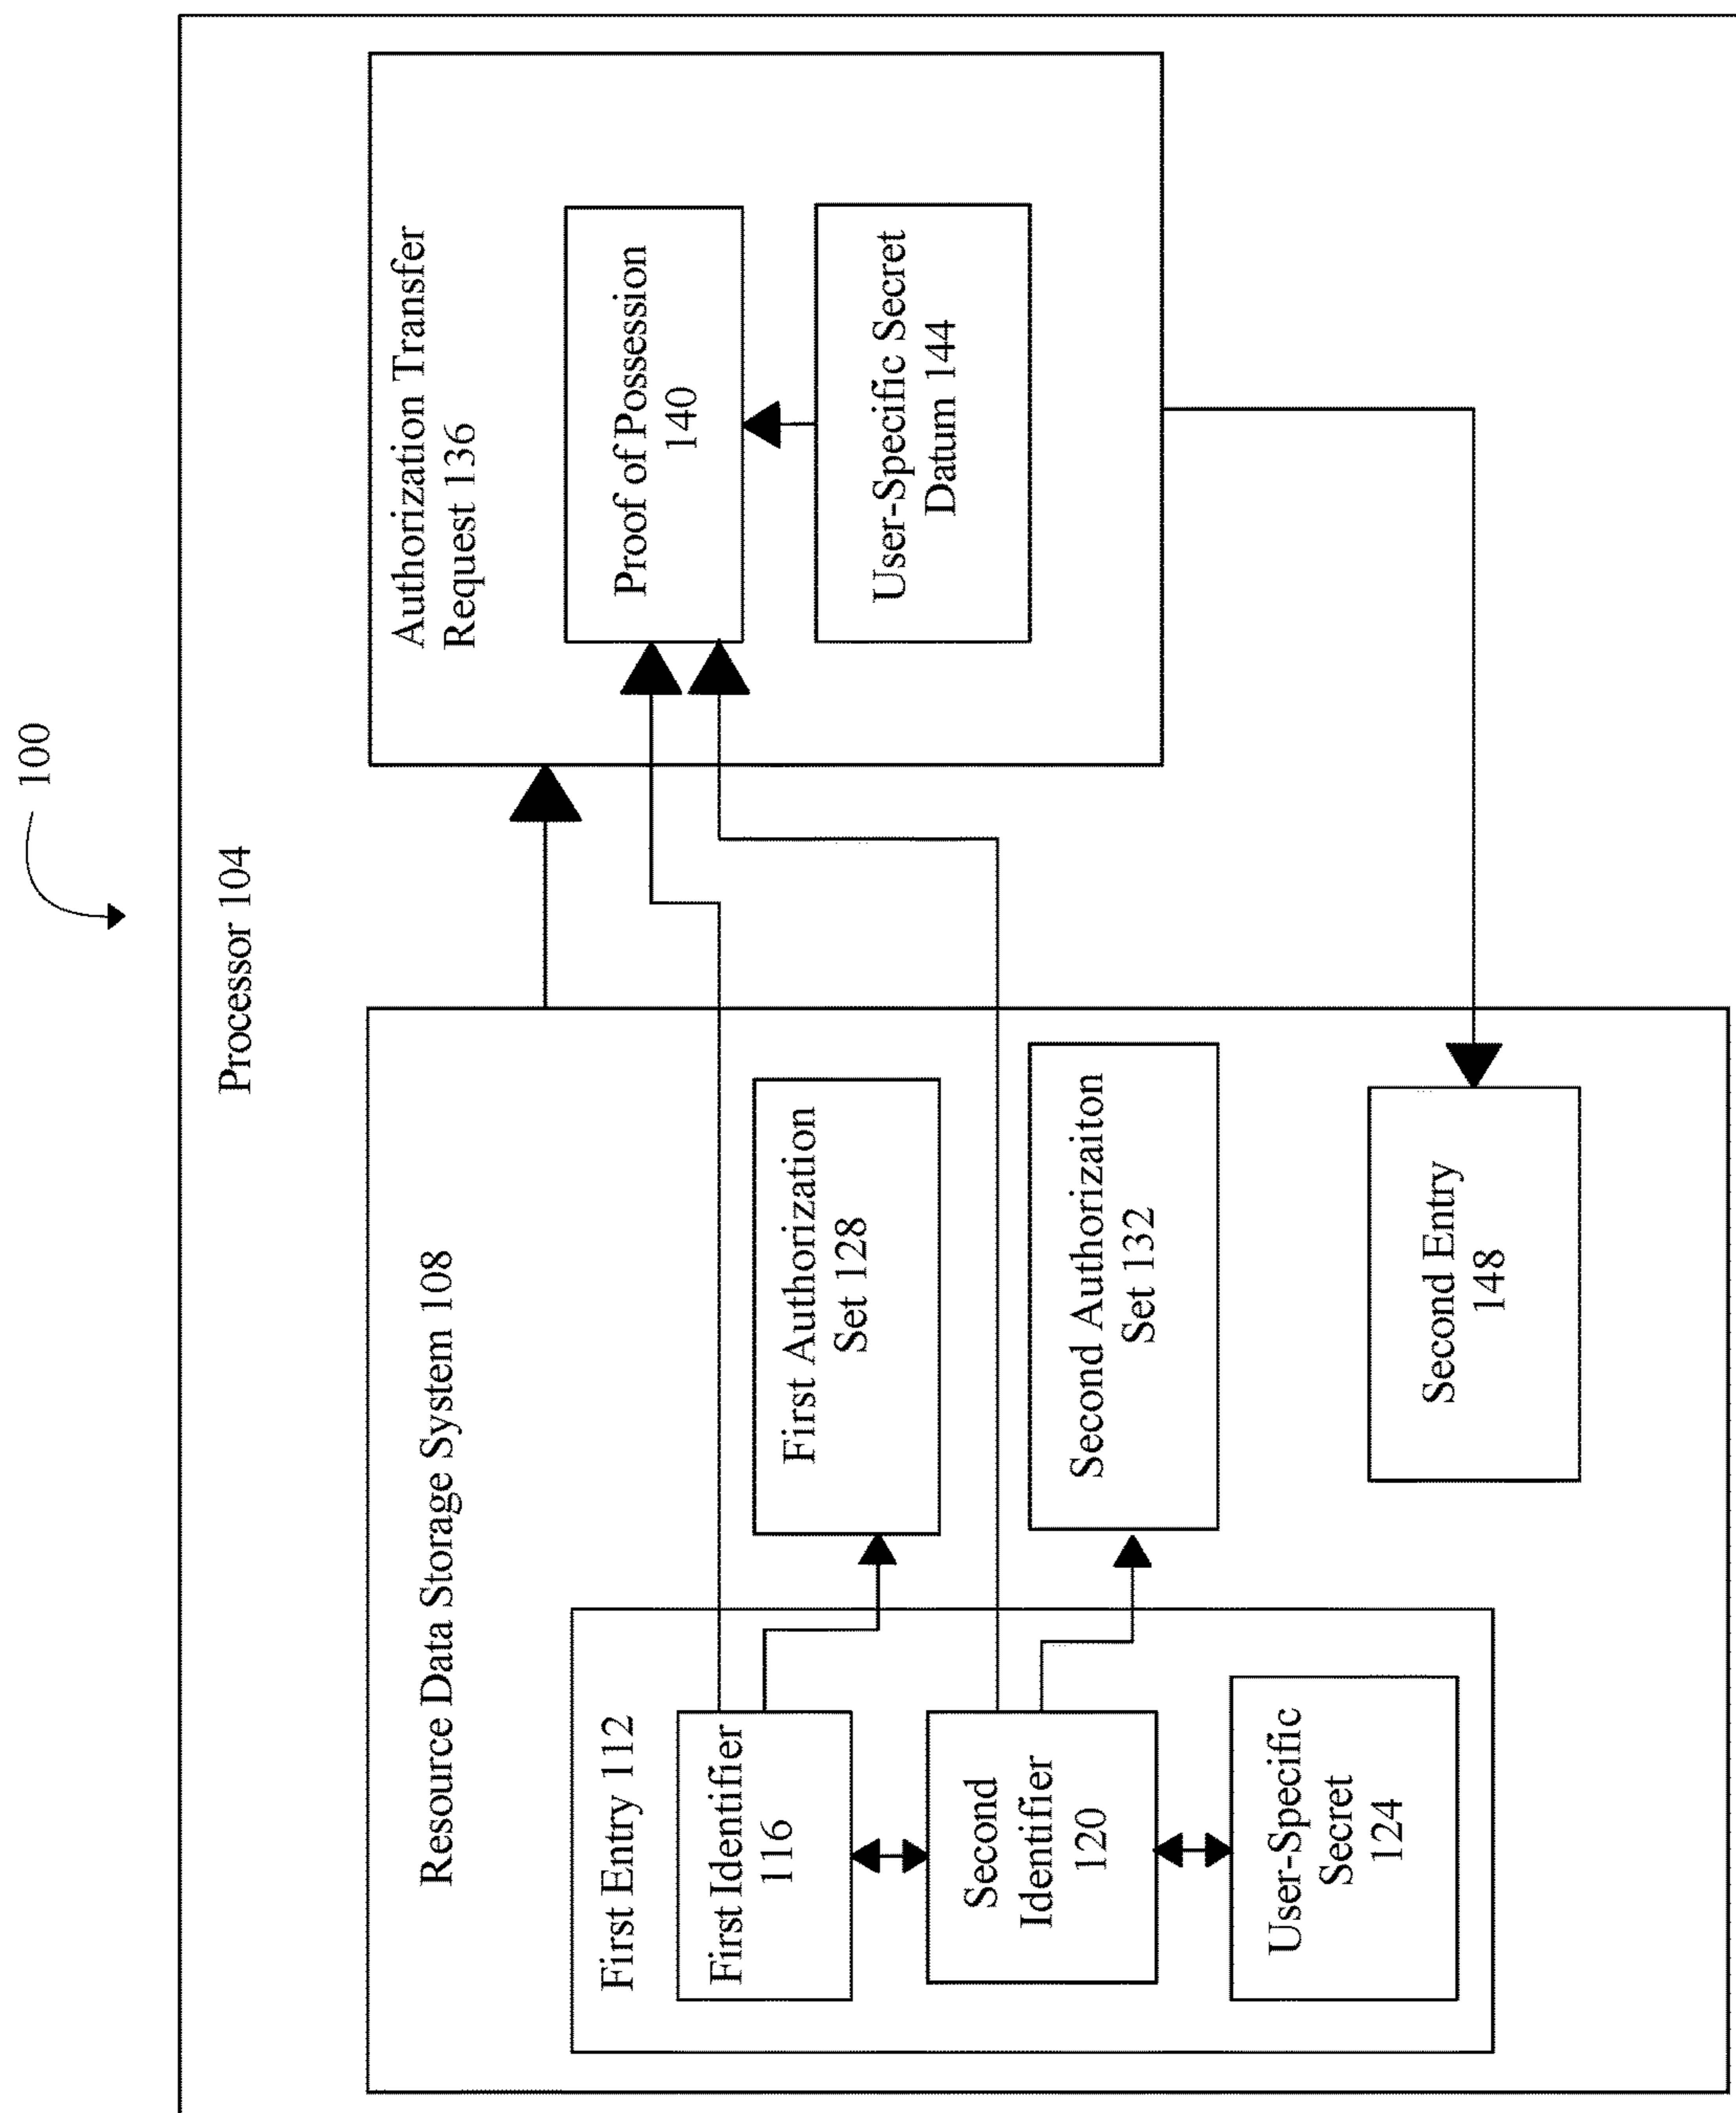 100
Processor 104
Resource Data Storage System 108
First Entry 112
First Identifier
116
Second
Identifier
120
User-Specific
Secret
124
First Authorization
Set 128
Second Authorizaiton
Set 132
Second Entry
148
Authorization Transfer
Request 136
Proof of Possession
140
User-Specific Secret
Datum 144